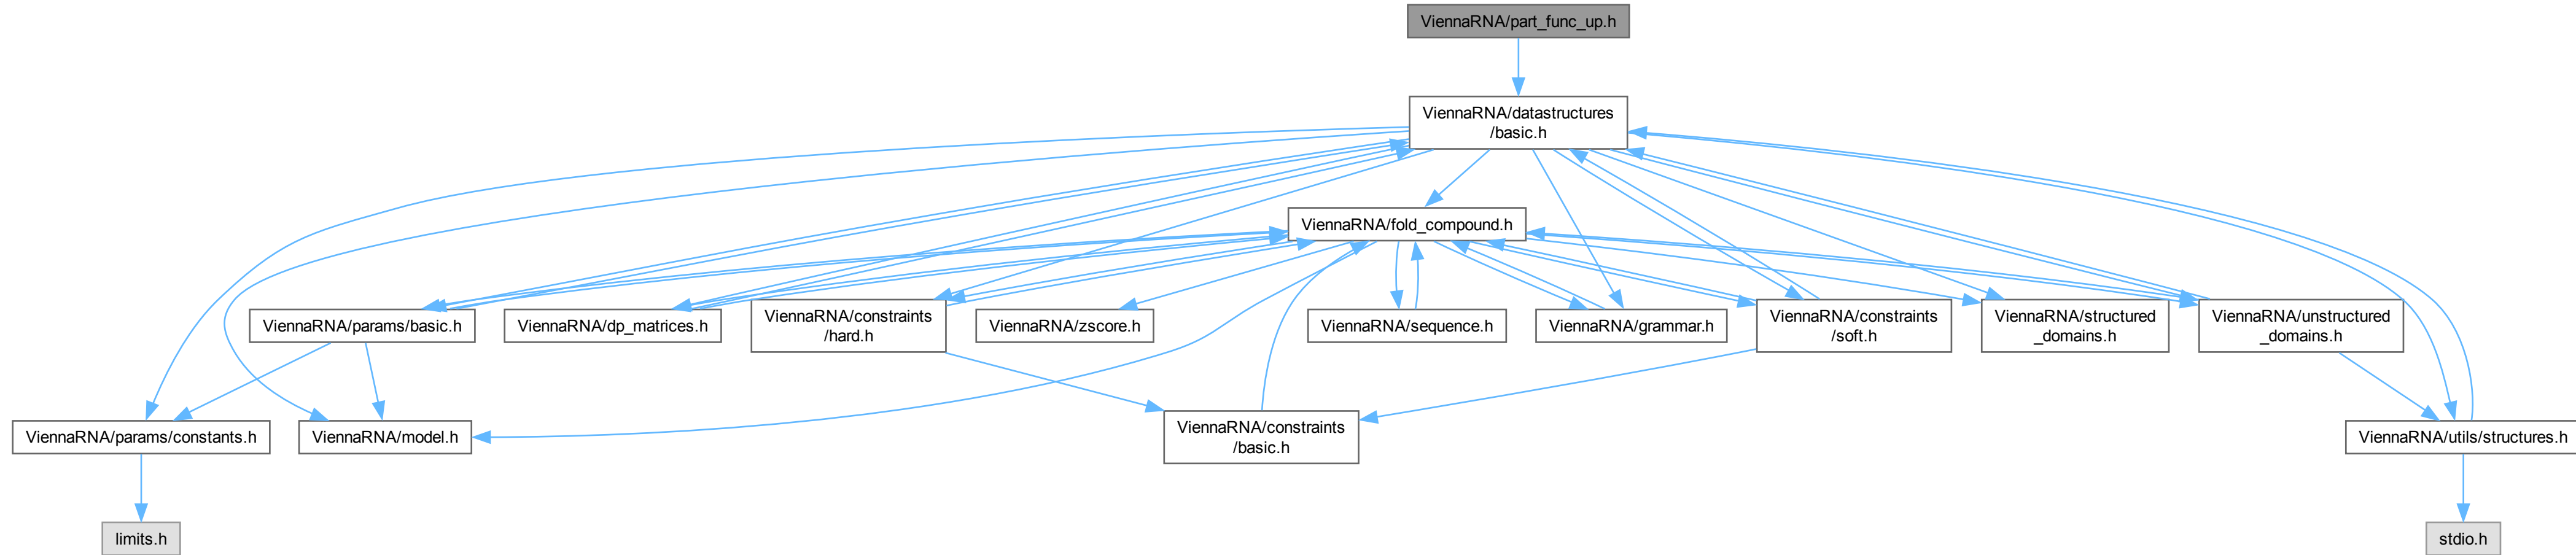 ViennaRNA/part_func_up.h
ViennaRNA/datastructures
/basic.h
ViennaRNA/fold_compound.h
ViennaRNA/params/basic.h
ViennaRNA/dp_matrices.h
ViennaRNA/constraints
/hard.h
ViennaRNA/zscore.h
ViennaRNA/sequence.h
ViennaRNA/grammar.h
ViennaRNA/constraints
/soft.h
ViennaRNA/structured
_domains.h
ViennaRNA/unstructured
_domains.h
ViennaRNA/params/constants.h
ViennaRNA/model.h
ViennaRNA/constraints
/basic.h
ViennaRNA/utils/structures.h
limits.h
stdio.h